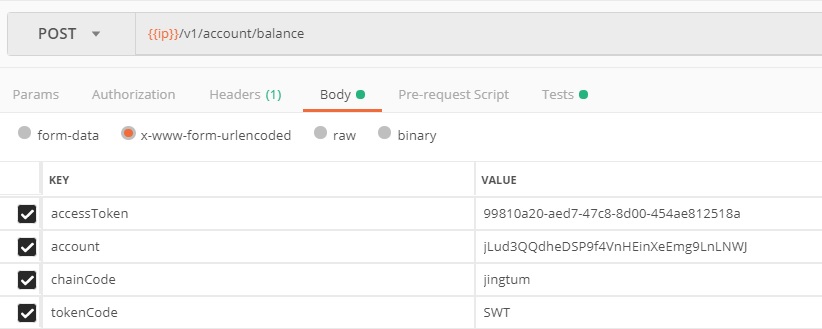 POST {{ip}}/v1/account/balance
Params Authorization Headers (1) Body Pre-request Script Tests
form-data x-www-form-urlencoded raw binary
KEY VALUE
accessToken 99810a20-aed7-47c8-8d00-454ae812518a
account jLud3QQdheDSP9f4VnHEinXeEmg9LnLNWJ
chainCode jingtum
tokenCode SWT